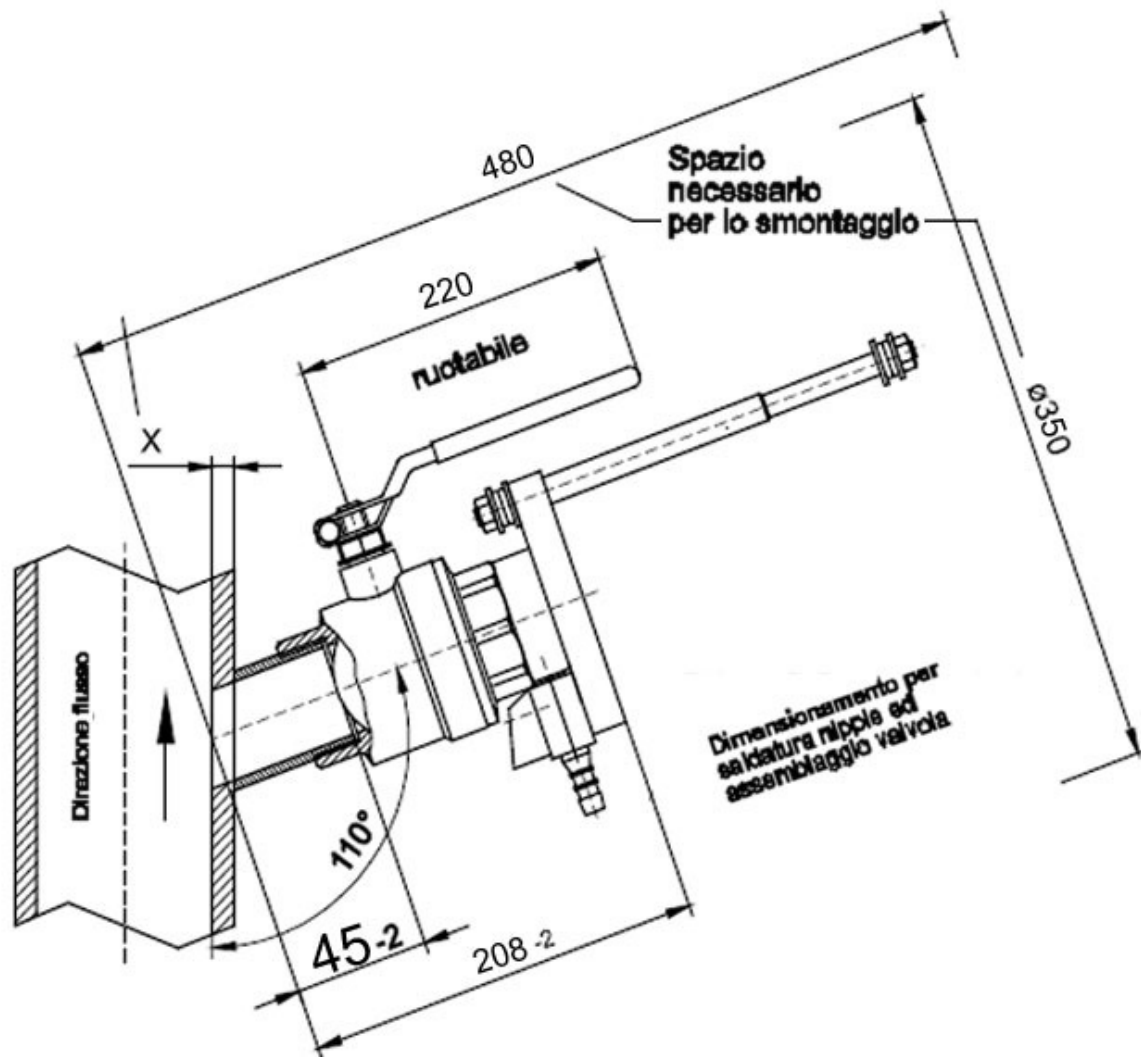 480
Spazio
necessario
per lo smontaggio
220
ruotabile
ø350
X
Direzione flusso
Dimensionamento per
saldatura nipple ed
assemblaggio valvola
110°
45 -2
208 -2